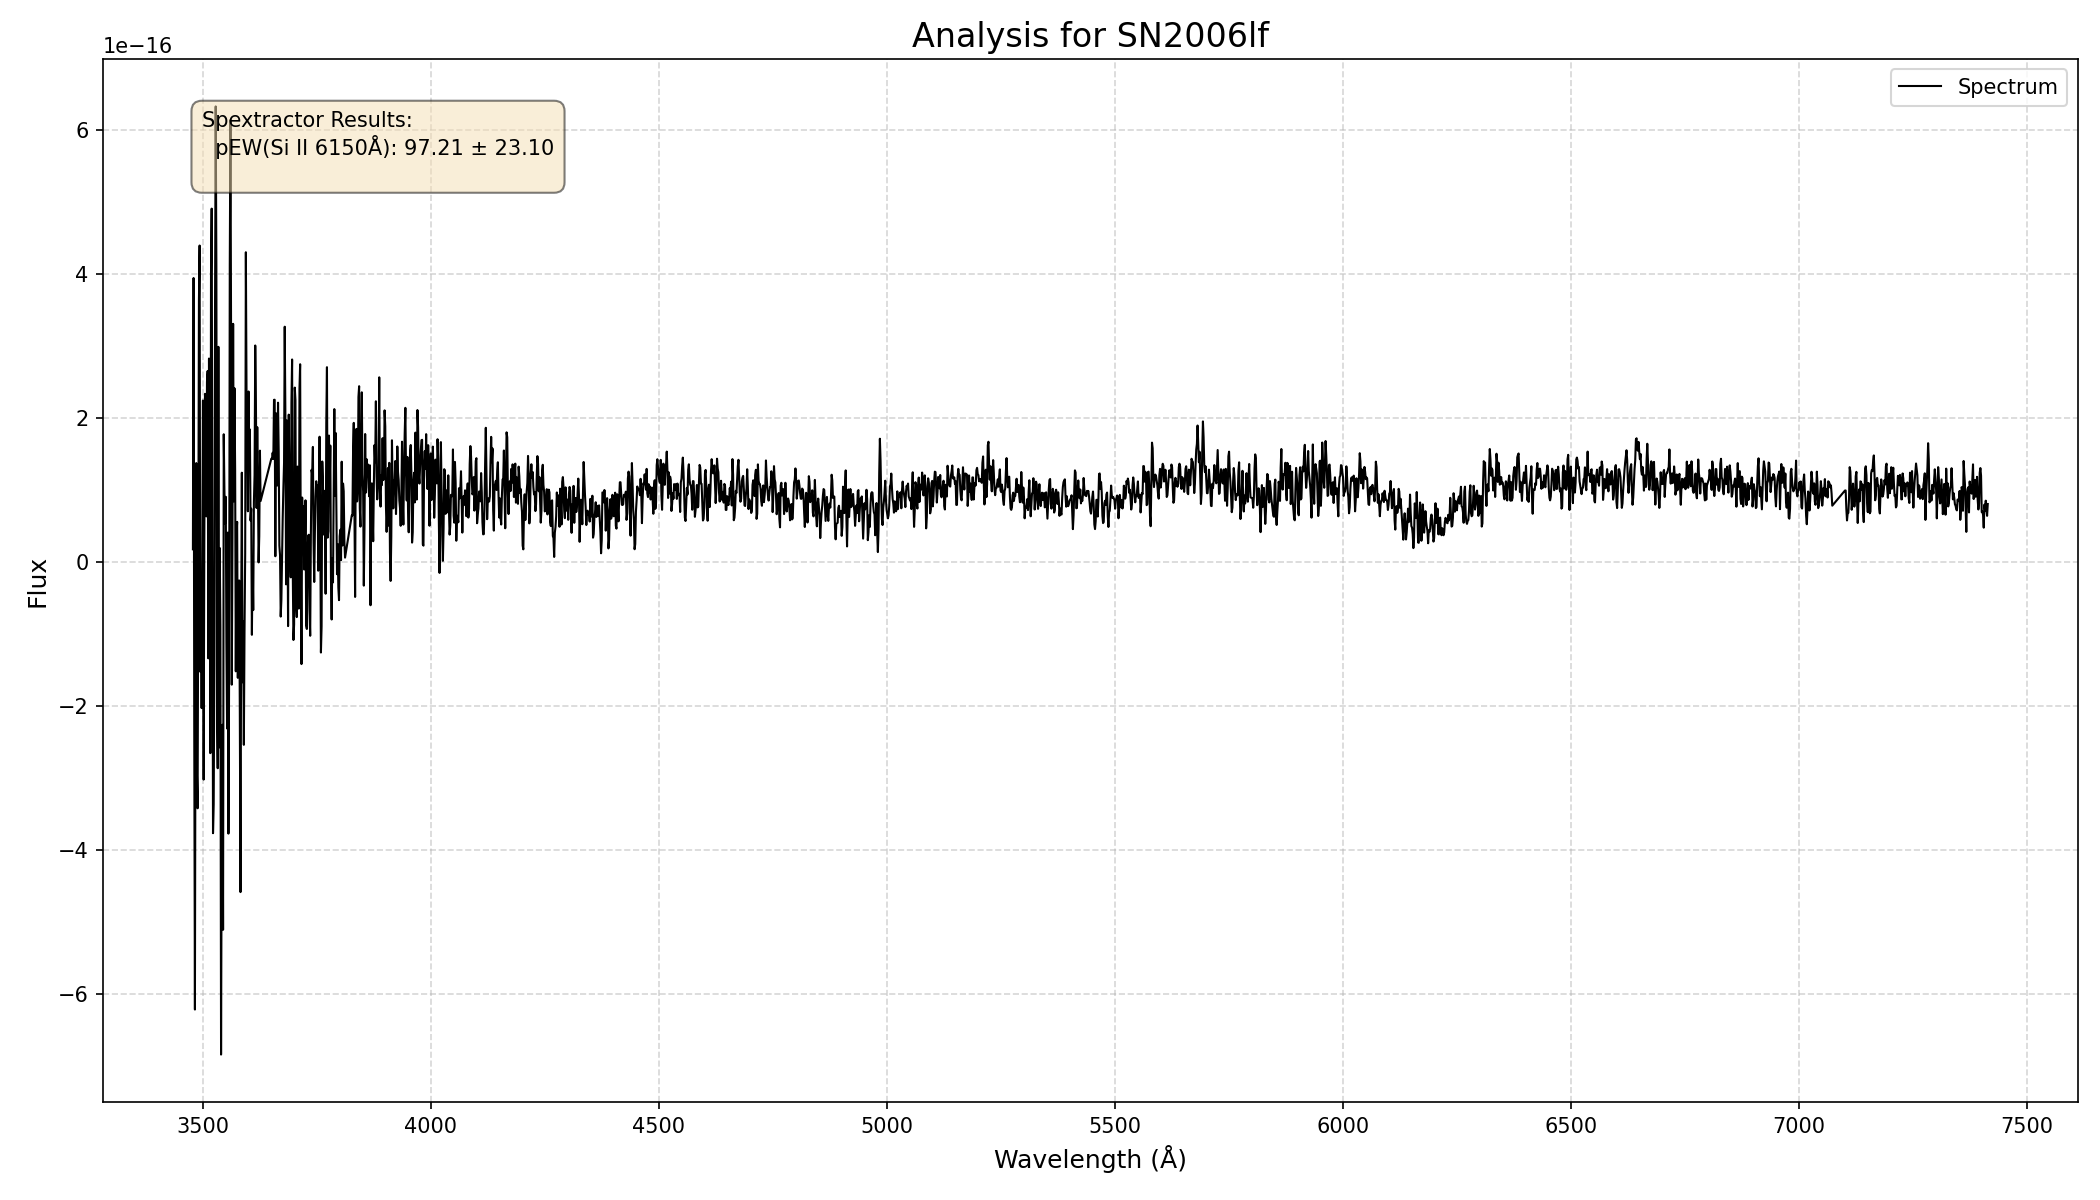 Analysis for SN2006lf
1e−16
Spectrum
Spextractor Results:
pEW(Si II 6150Å): 97.21 ± 23.10
6
4
2
0
−2
−4
−6
Flux
3500 4000 4500 5000 5500 6000 6500 7000 7500
Wavelength (Å)